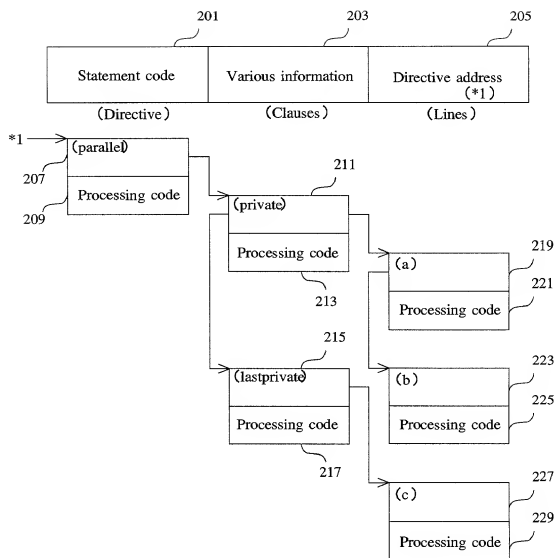 201
203
205
Statement code
Various information
Directive address
(*1)
(Directive)
(Clauses)
(Lines)
*1
(parallel)
207
Processing code
209
211
(private)
Processing code
213
(a)
219
Processing code
221
215
(lastprivate)
Processing code
217
(b)
223
Processing code
225
(c)
227
Processing code
229